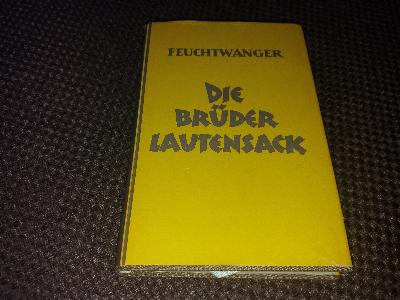 FEUCHTWANGER
DIE
BRÜDER
LAUTENSACK